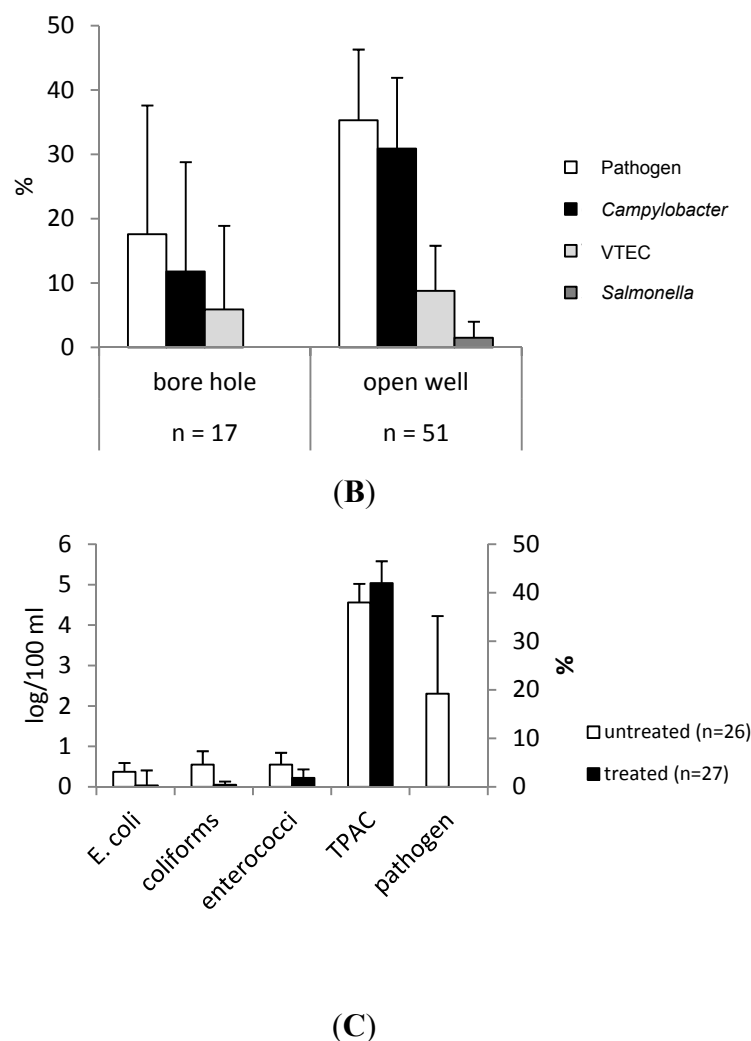 50
40
30
20
10
0
%
bore hole
open well
n = 17
n = 51
Pathogen
Campylobacter
VTEC
Salmonella
(B)
6
5
4
3
2
1
0
log/100 ml
50
40
30
20
10
0
%
E. coli
coliforms
enterococci
TPAC
pathogen
untreated (n=26)
treated (n=27)
(C)